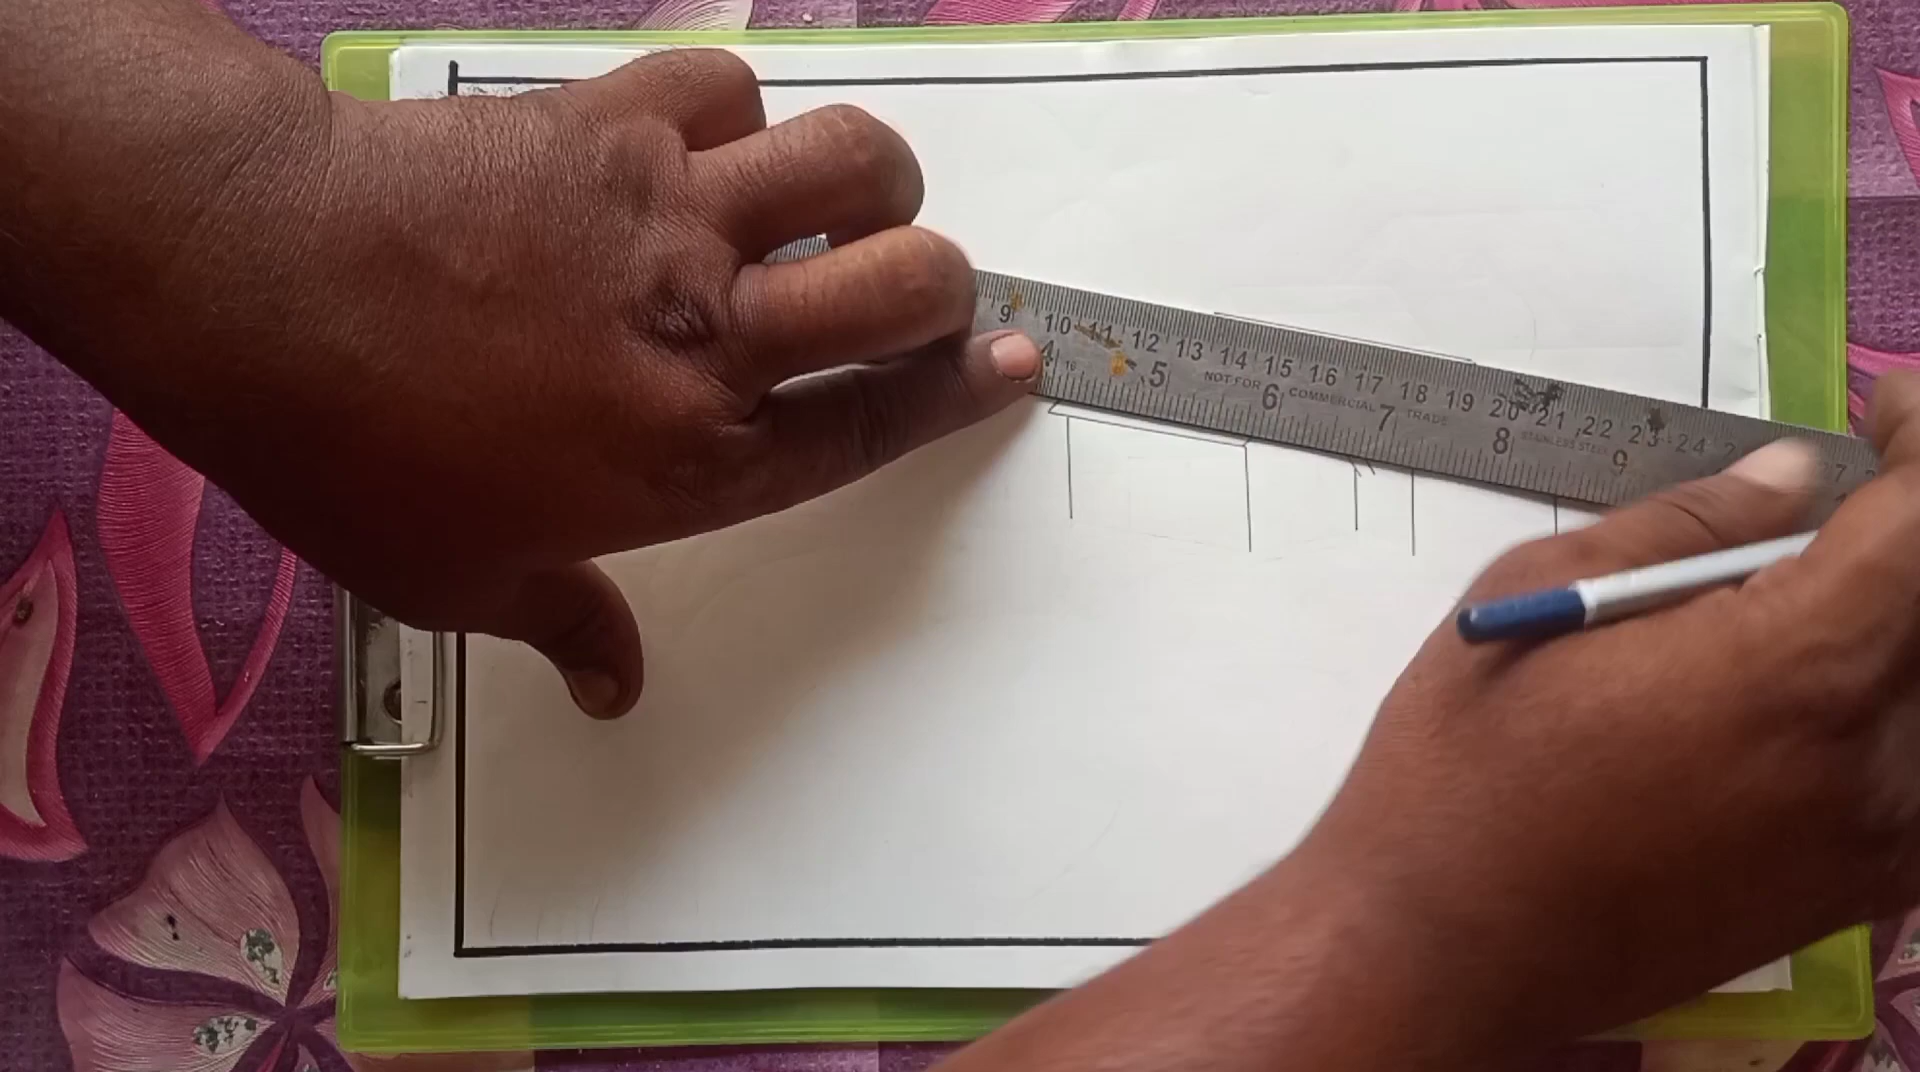 9 10 11 12 13 14 15 16 17 18 19 20 21 22 23 24
4 5 6 7 8 9
16
NOT FOR COMMERCIAL TRADE
STAINLESS STEEL